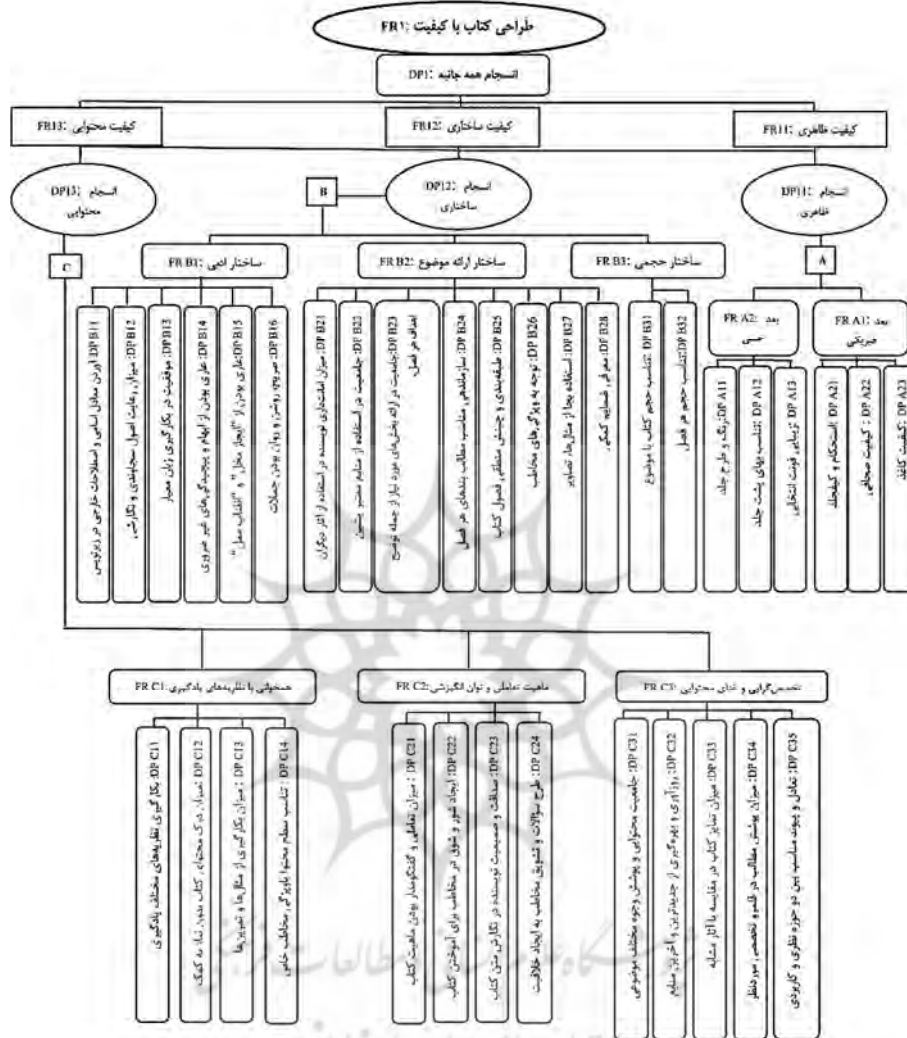 FR۱: طراحی کتاب با کیفیت
DP1: انسجام همه جانبه
FR11: کیفیت ظاهری
FR12: کیفیت ساختاری
FR13: کیفیت محتوایی
DP11: انسجام
ظاهری
DP12: انسجام
ساختاری
DP13: انسجام
محتوایی
A
B
C
FR A1: بعد
فیزیکی
FR A2: بعد
حسی
FR B3: ساختار حجمی
FR B2: ساختار ارائه موضوع
FR B1: ساختار ادبی
DP A23: کیفیت کاغذ
DP A22: کیفیت صحافی
DP A21: استحکام و کیفیت جلد
DP A13: زیبایی فونت انتخابی
DP A12: تناسب بهای پشت جلد
DP A11: رنگ و طرح جلد
DP B32: تناسب حجم هر فصل
DP B31: تناسب حجم کتاب با موضوع
DP B28: معرفی ضمایم کمکی
DP B27: استفاده بجا از مثال‌ها، تصاویر
DP B26: توجه به ویژگی‌های مخاطب
DP B25: طبقه‌بندی و چینش منطقی فصول کتاب
DP B24: سازماندهی مناسب مطالب بندهای هر فصل
DP B23: جامعیت در ارائه بخش‌های مورد نیاز از جمله توضیح
اهداف هر فصل
DP B22: جامعیت در استفاده از منابع معتبر پیشین
DP B21: میزان امانت‌داری نویسنده در استفاده از آثار دیگران
DP B16: صریح، روشن و روان بودن جملات
DP B15: عاری بودن از "ایجاز مخل" و "اطناب ممل"
DP B14: عاری بودن از ابهام و پیچیدگی‌های غیر ضروری
DP B13: موفقیت در بکارگیری زبان معیار
DP B12: میزان رعایت اصول سجاوندی و نگارشی
DP B11: آوردن معادل اسامی و اصطلاحات خارجی در زیرنویس
FR C3: تخصص‌گرایی و غنای محتوایی
FR C2: ماهیت تعاملی و توان انگیزشی
FR C1: همخوانی با نظریه‌های یادگیری
DP C35: تعادل و پیوند مناسب بین دو حوزه نظری و کاربردی
DP C34: میزان پوشش مطالب در قلمرو تخصصی موردنظر
DP C33: میزان تمایز کتاب در مقایسه با آثار مشابه
DP C32: روزآوری و بهره‌گیری از جدیدترین و آخرین منابع
DP C31: جامعیت محتوایی و پوشش وجوه مختلف موضوعی
DP C24: طرح سوالات و تشویق مخاطب به ایجاد خلاقیت
DP C23: صداقت و صمیمیت نویسنده در نگارش متن کتاب
DP C22: ایجاد شور و شوق در مخاطب برای آموختن کتاب
DP C21: میزان تعاملی و گفتگومدار بودن ماهیت کتاب
DP C14: تناسب سطح محتوا با ویژگی مخاطب خاص
DP C13: میزان بکارگیری از مثال‌ها و تمرین‌ها
DP C12: میزان درک محتوای کتاب بدون نیاز به کمک
DP C11: بکارگیری نظریه‌های مختلف یادگیری